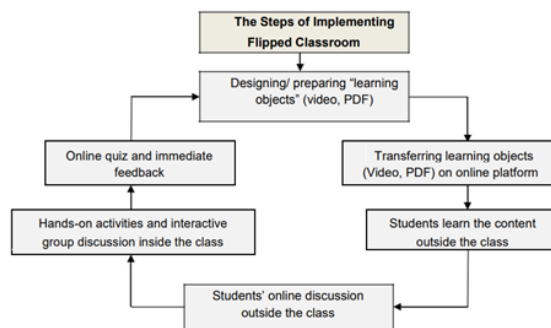 The Steps of Implementing
Flipped Classroom
Designing/ preparing “learning
objects” (video, PDF)
Transferring learning objects
(Video, PDF) on online platform
Students learn the content
outside the class
Students’ online discussion
outside the class
Hands-on activities and interactive
group discussion inside the class
Online quiz and immediate
feedback